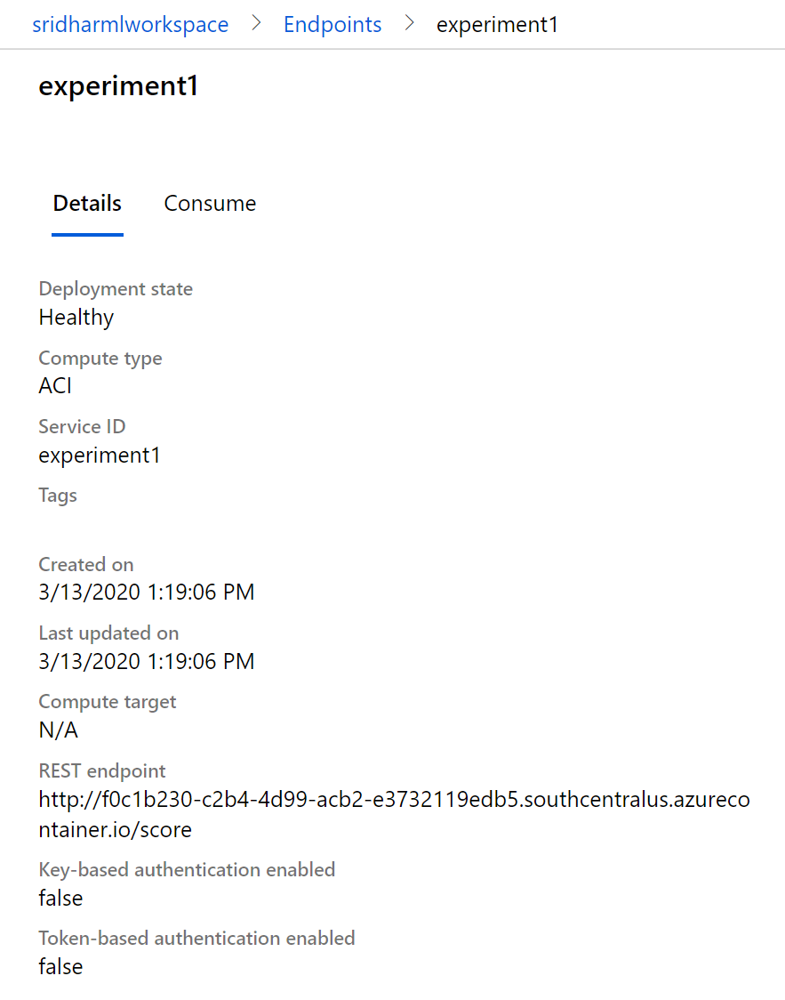 sridharmlworkspace > Endpoints > experiment1
experiment1
Details Consume
Deployment state
Healthy
Compute type
ACI
Service ID
experiment1
Tags
Created on
3/13/2020 1:19:06 PM
Last updated on
3/13/2020 1:19:06 PM
Compute target
N/A
REST endpoint
http://f0c1b230-c2b4-4d99-acb2-e3732119edb5.southcentralus.azureco
ntainer.io/score
Key-based authentication enabled
false
Token-based authentication enabled
false